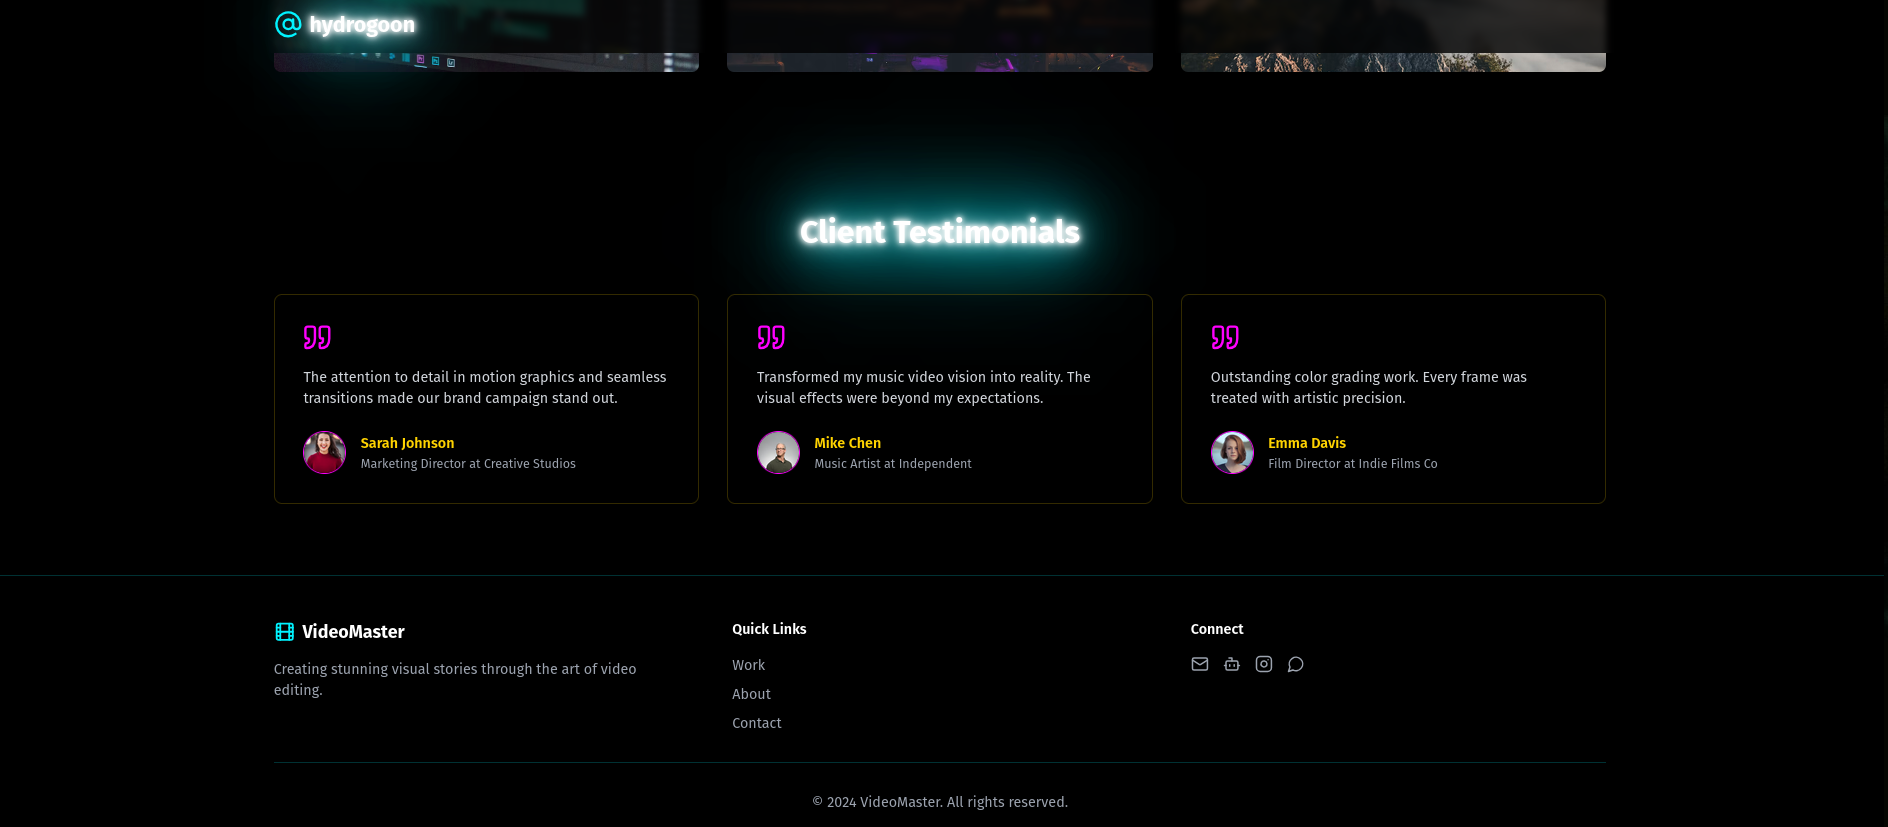 hydrogoon
Client Testimonials
The attention to detail in motion graphics and seamless
transitions made our brand campaign stand out.
Sarah Johnson
Marketing Director at Creative Studios
Transformed my music video vision into reality. The
visual effects were beyond my expectations.
Mike Chen
Music Artist at Independent
Outstanding color grading work. Every frame was
treated with artistic precision.
Emma Davis
Film Director at Indie Films Co
VideoMaster
Creating stunning visual stories through the art of video
editing.
Quick Links
Work
About
Contact
Connect
© 2024 VideoMaster. All rights reserved.